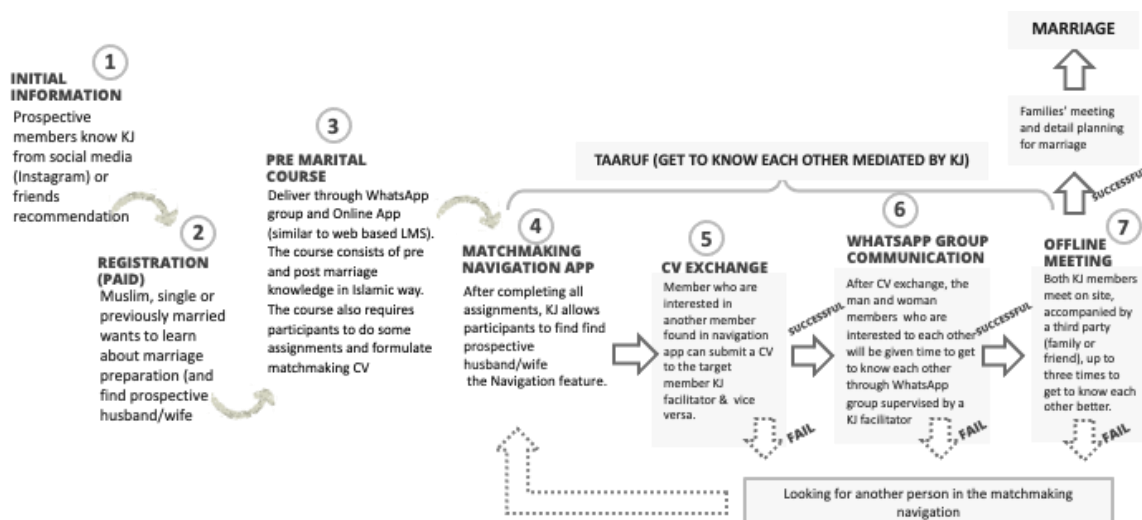 1
INITIAL
INFORMATION
Prospective
members know KJ
from social media
(Instagram) or
friends
recommendation
2
REGISTRATION
(PAID)
Muslim, single or
previously married
wants to learn
about marriage
preparation (and
find prospective
husband/wife
3
PRE MARITAL
COURSE
Deliver through WhatsApp
group and Online App
(similar to web based LMS).
The course consists of pre
and post marriage
knowledge in Islamic way.
The course also requires
participants to do some
assignments and formulate
matchmaking CV
TAARUF (GET TO KNOW EACH OTHER MEDIATED BY KJ)
4
MATCHMAKING
NAVIGATION APP
After completing all
assignments, KJ allows
participants to find find
prospective
husband/wife
the Navigation feature.
5
CV EXCHANGE
Member who are
interested in
another member
found in navigation
app can submit a CV
to the target
member KJ
facilitator & vice
versa.
SUCCESSFUL
FAIL
6
WHATSAPP GROUP
COMMUNICATION
After CV exchange, the
man and woman
members who are
interested to each other
will be given time to get
to know each other
through WhatsApp
group supervised by a
KJ facilitator
SUCCESSFUL
FAIL
7
OFFLINE
MEETING
Both KJ members
meet on site,
accompanied by
a third party
(family or
friend), up to
three times to
get to know each
other better.
SUCCESSFUL
FAIL
Families' meeting
and detail planning
for marriage
MARRIAGE
Looking for another person in the matchmaking
navigation